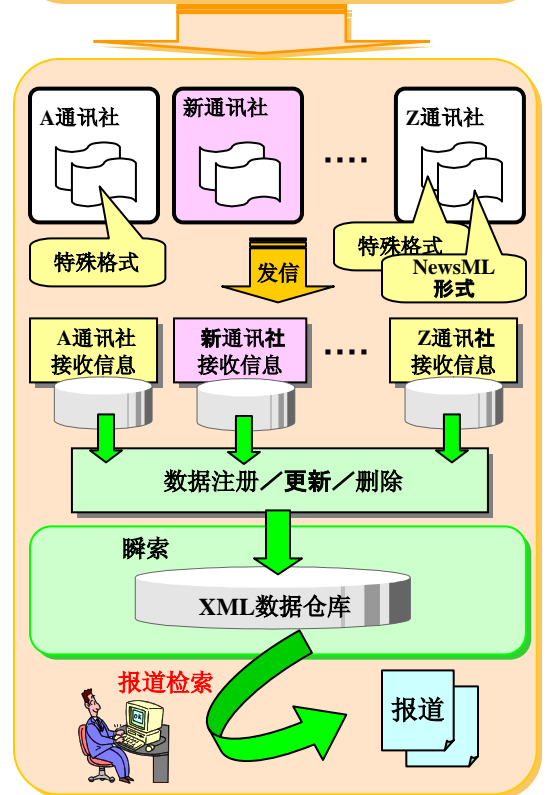 A通讯社
新通讯社
Z通讯社
....
特殊格式
特殊格式
NewsML
形式
发信
A通讯社
接收信息
新通讯社
接收信息
....
Z通讯社
接收信息
数据注册／更新／删除
瞬索
XML数据仓库
报道检索
报道
OK